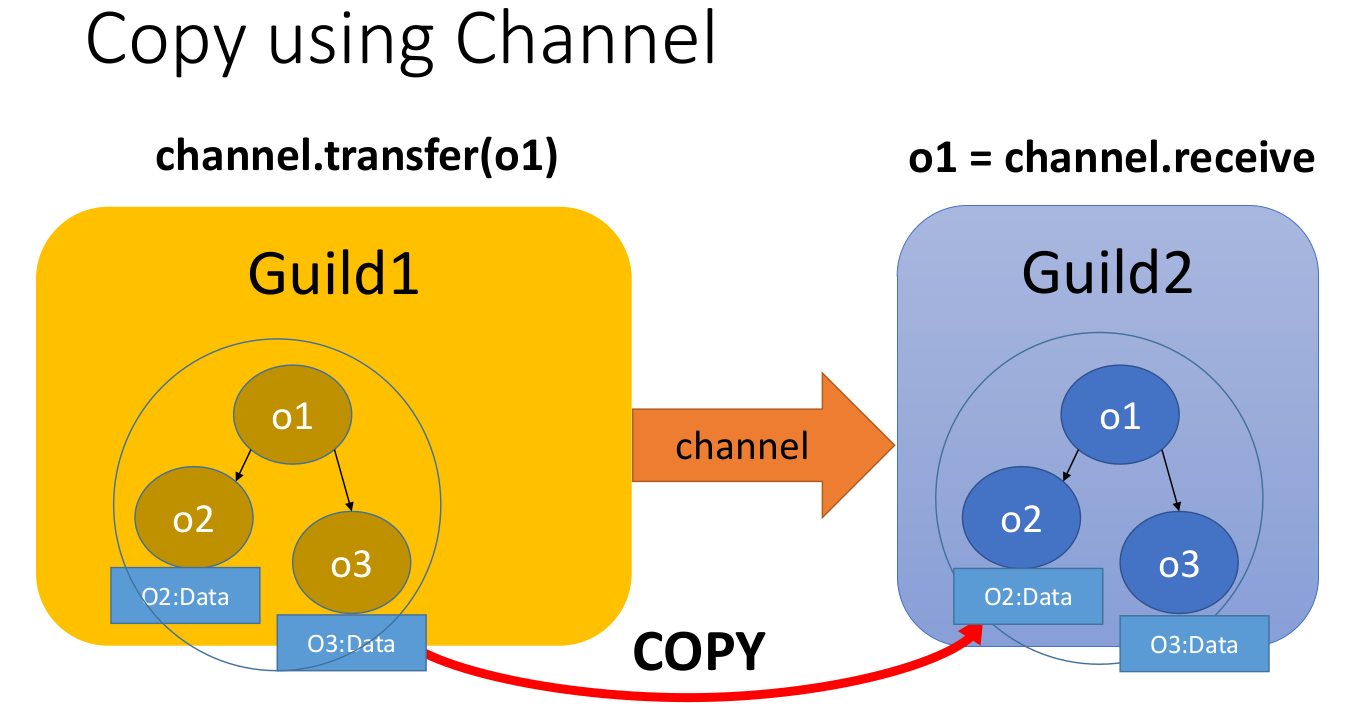 Copy using Channel
channel.transfer(o1)
o1 = channel.receive
Guild1
Guild2
o1
o2
o3
O2:Data
O3:Data
channel
COPY
o1
o2
o3
O2:Data
O3:Data